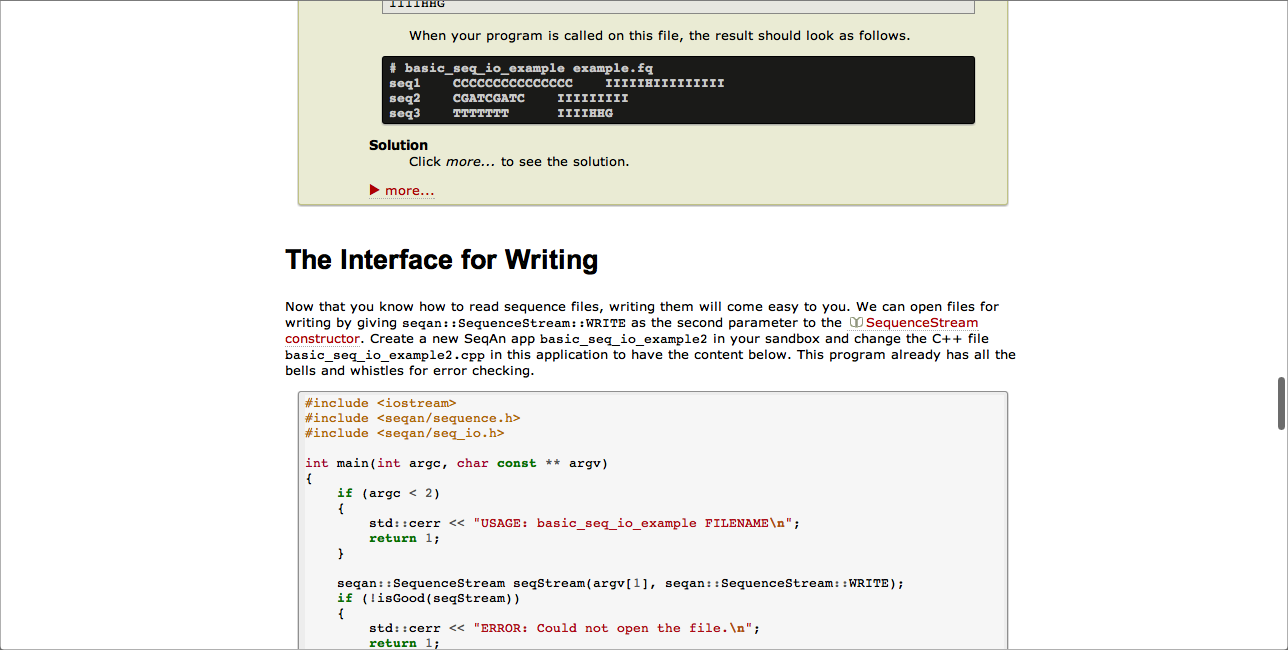 IIIIHHG
When your program is called on this file, the result should look as follows.
# basic_seq_io_example example.fq
seq1    CCCCCCCCCCCCCCC    IIIIIHIIIIIIIII
seq2    CGATCGATC    IIIIIIIII
seq3    TTTTTTT      IIIIHHG
Solution
Click more... to see the solution.
▶ more...
The Interface for Writing
Now that you know how to read sequence files, writing them will come easy to you. We can open files for
writing by giving seqan::SequenceStream::WRITE as the second parameter to the SequenceStream
constructor. Create a new SeqAn app basic_seq_io_example2 in your sandbox and change the C++ file
basic_seq_io_example2.cpp in this application to have the content below. This program already has all the
bells and whistles for error checking.
#include <iostream>
#include <seqan/sequence.h>
#include <seqan/seq_io.h>
int main(int argc, char const ** argv)
{
    if (argc < 2)
    {
        std::cerr << "USAGE: basic_seq_io_example FILENAME\n";
        return 1;
    }
    seqan::SequenceStream seqStream(argv[1], seqan::SequenceStream::WRITE);
    if (!isGood(seqStream))
    {
        std::cerr << "ERROR: Could not open the file.\n";
        return 1;